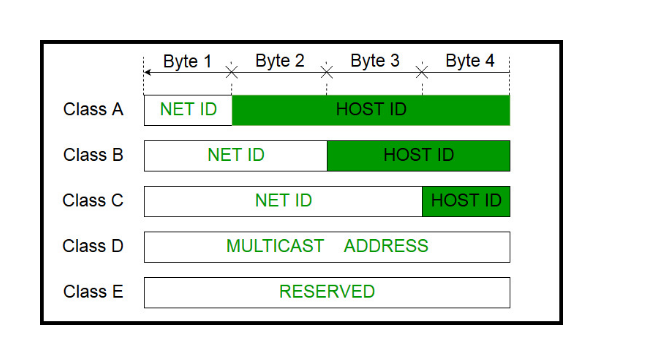 Byte 1 Byte 2 Byte 3 Byte 4
Class A NET ID HOST ID
Class B NET ID HOST ID
Class C NET ID HOST ID
Class D MULTICAST ADDRESS
Class E RESERVED